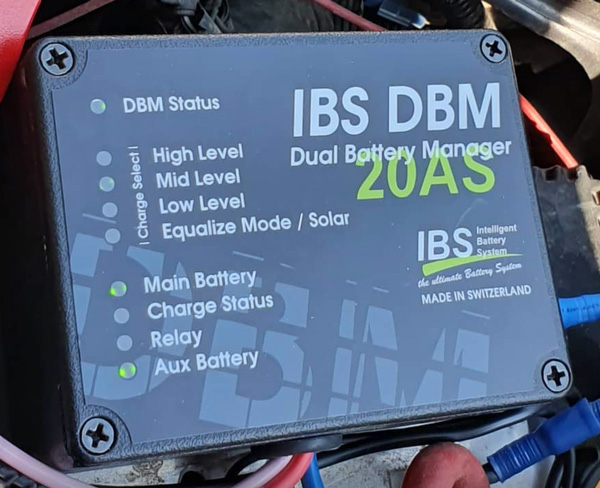 DBM Status
IBS DBM
Dual Battery Manager
20AS
| Charge Select |
High Level
Mid Level
Low Level
Equalize Mode / Solar
IBS Intelligent
Battery
System
the ultimate Battery System
MADE IN SWITZERLAND
Main Battery
Charge Status
Relay
Aux Battery
DBM